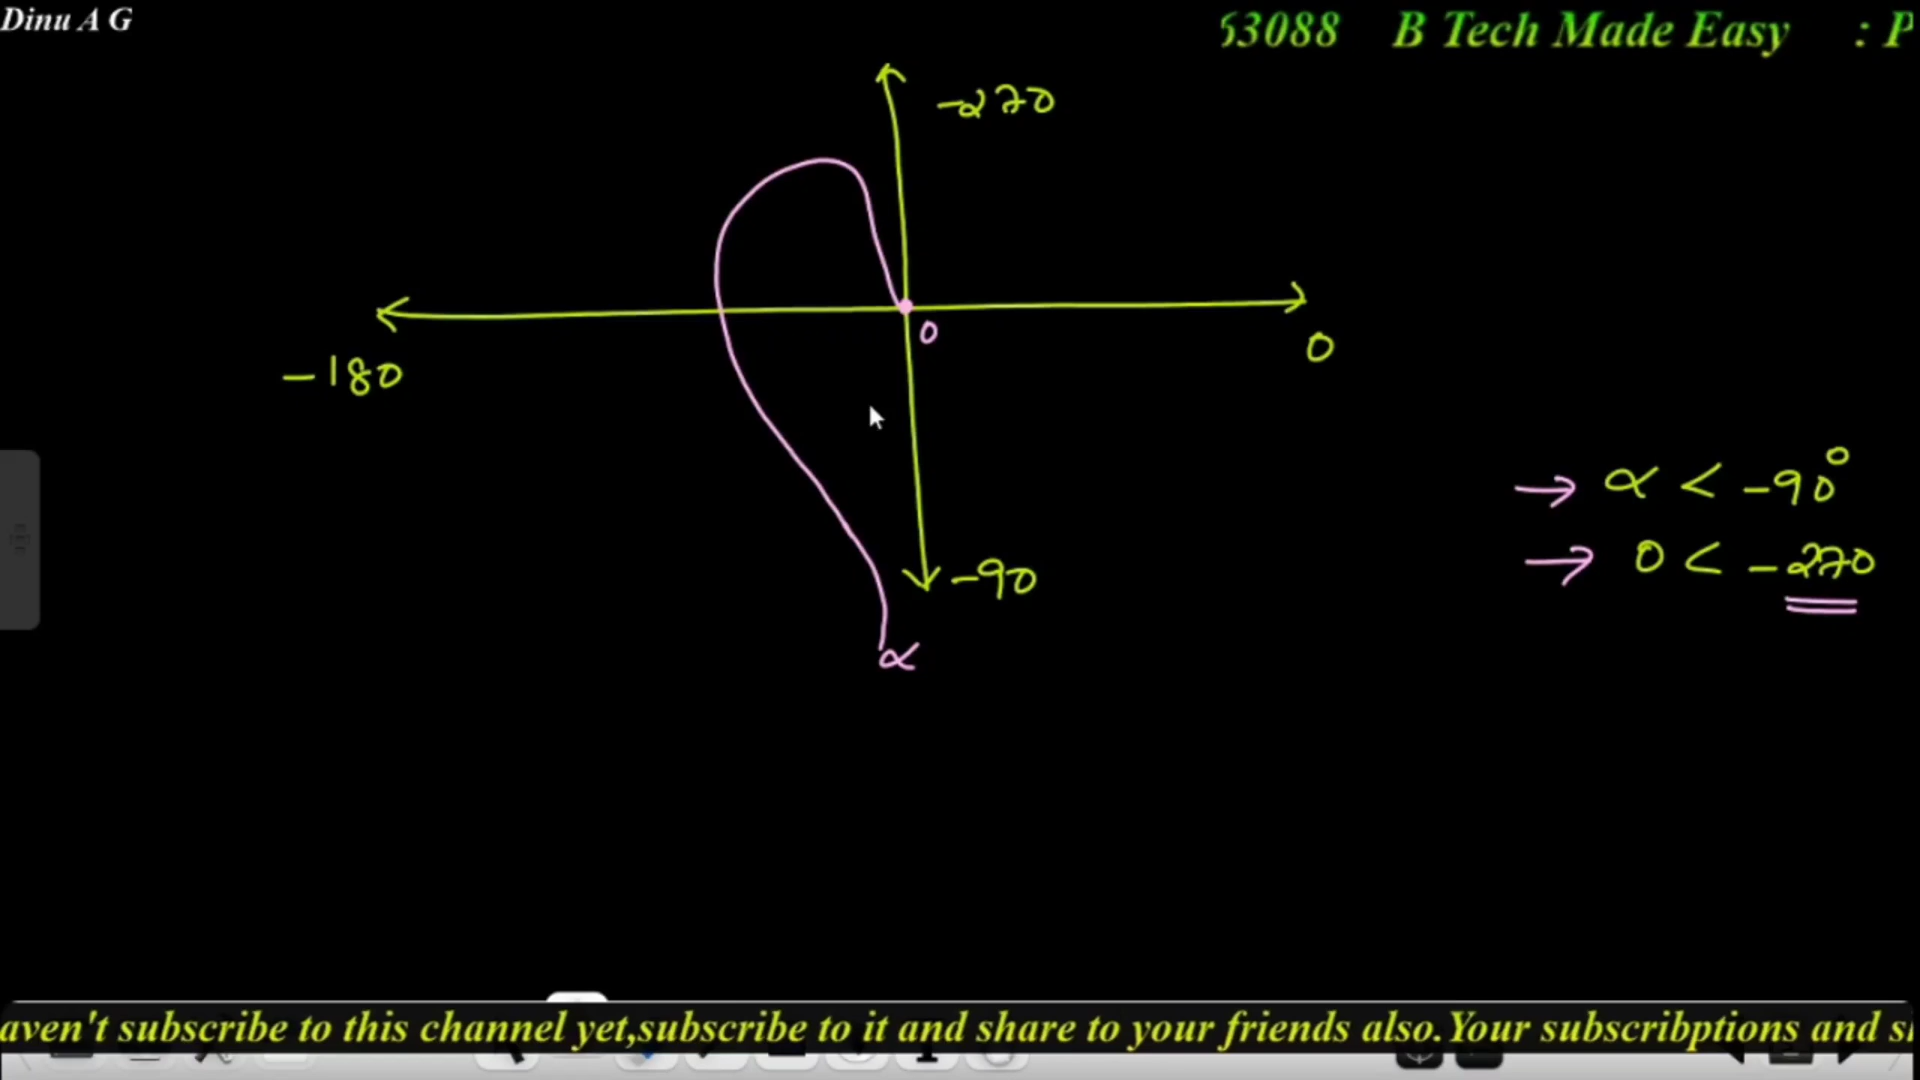 Dinu A G
53088 B Tech Made Easy : P
-270
0
0
-180
-90
α
→ α < -90°
→ 0 < -270
aven't subscribe to this channel yet,subscribe to it and share to your friends also.Your subscribptions and sh